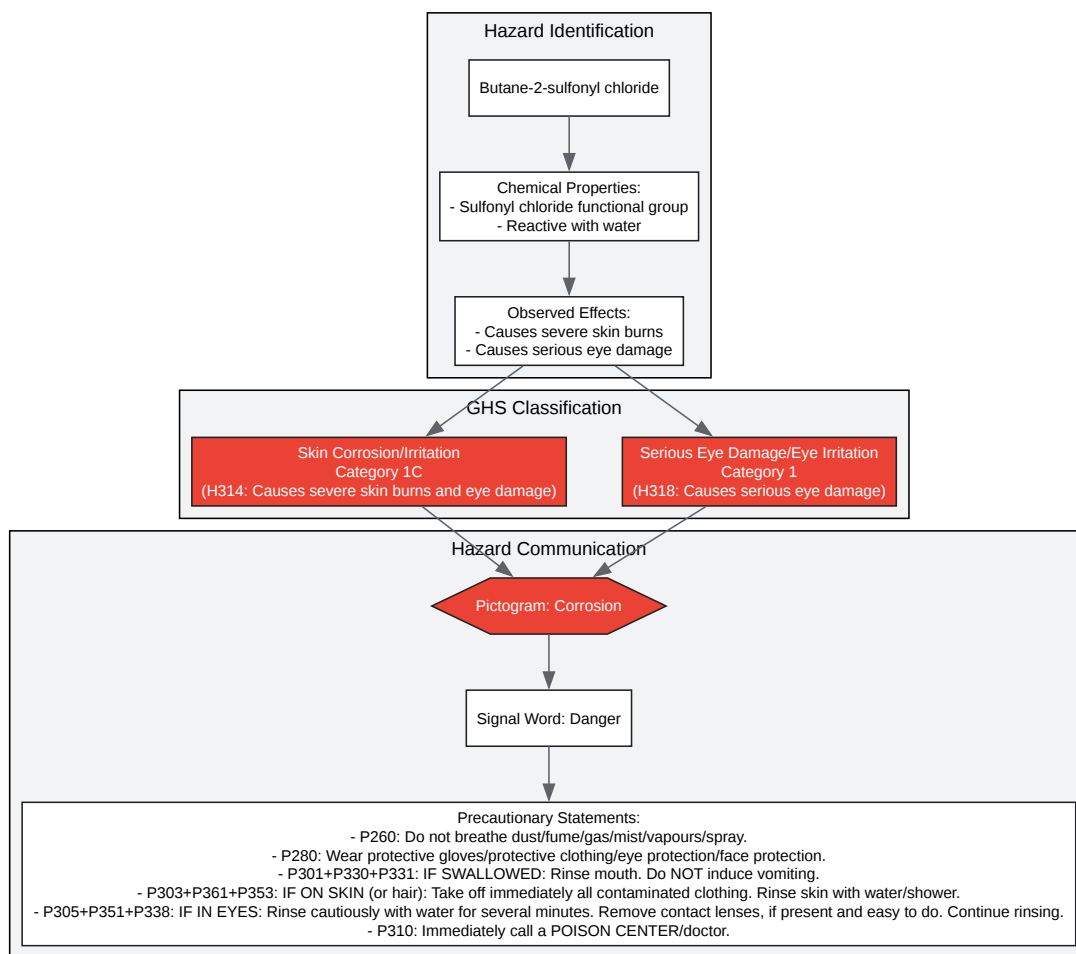 Hazard Identification
Butane-2-sulfonyl chloride
Chemical Properties:
- Sulfonyl chloride functional group
- Reactive with water
Observed Effects:
- Causes severe skin burns
- Causes serious eye damage
GHS Classification
Skin Corrosion/Irritation
Category 1C
(H314: Causes severe skin burns and eye damage)
Serious Eye Damage/Eye Irritation
Category 1
(H318: Causes serious eye damage)
Hazard Communication
Pictogram: Corrosion
Signal Word: Danger
Precautionary Statements:
- P260: Do not breathe dust/fume/gas/mist/vapours/spray.
- P280: Wear protective gloves/protective clothing/eye protection/face protection.
- P301+P330+P331: IF SWALLOWED: Rinse mouth. Do NOT induce vomiting.
- P303+P361+P353: IF ON SKIN (or hair): Take off immediately all contaminated clothing. Rinse skin with water/shower.
- P305+P351+P338: IF IN EYES: Rinse cautiously with water for several minutes. Remove contact lenses, if present and easy to do. Continue rinsing.
- P310: Immediately call a POISON CENTER/doctor.